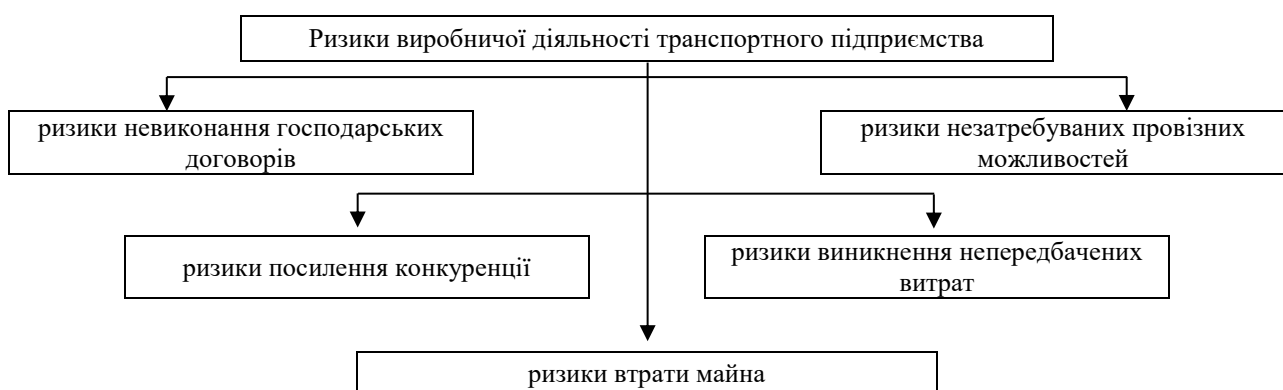 Ризики виробничої діяльності транспортного підприємства
ризики невиконання господарських
договорів
ризики незатребуваних провізних
можливостей
ризики посилення конкуренції
ризики виникнення непередбачених
витрат
ризики втрати майна